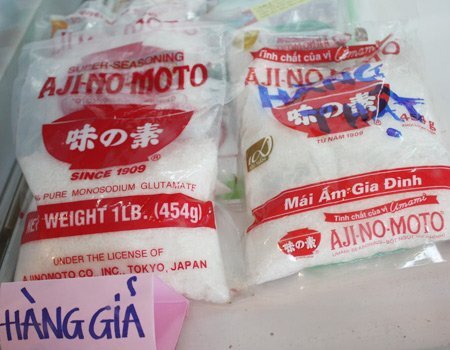 SUPER-SEASONING
AJI-NO-MOTO®
味の素®
SINCE 1909
PURE MONOSODIUM GLUTAMATE
NET WEIGHT 1LB. (454g)
UNDER THE LICENSE OF
AJINOMOTO CO., INC., TOKYO, JAPAN
HÀNG GIẢ
Tinh chất của vị Umami
AJI-NO-MOTO
HÀNG
味の素®
TỪ NĂM 1909
454g
Mái Ấm Gia Đình
Tinh chất của vị Umami
味の素
AJI-NO-MOTO®